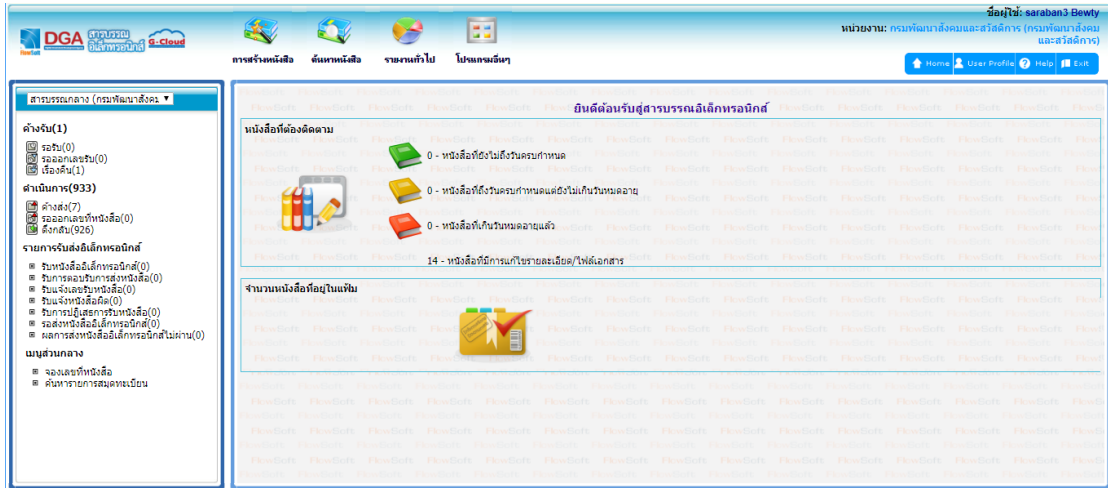 ชื่อผู้ใช้: saraban3 Bewty
หน่วยงาน: กรมพัฒนาสังคมและสวัสดิการ (กรมพัฒนาสังคม
และสวัสดิการ)
DGA สารบรรณ
อิเล็กทรอนิกส์ G-Cloud
การสร้างหนังสือ ค้นหาหนังสือ รายงานทั่วไป โปรแกรมอื่นๆ
Home User Profile Help Exit
สารบรรณกลาง (กรมพัฒนาสังคม
ค้างรับ(1)
รอรับ(0)
รอออกเลขรับ(0)
เรื่องคืน(1)
ดำเนินการ(933)
ค้างส่ง(7)
รอออกเลขที่หนังสือ(0)
ดึงกลับ(926)
รายการรับส่งอิเล็กทรอนิกส์
รับหนังสืออิเล็กทรอนิกส์(0)
รับการตอบรับการส่งหนังสือ(0)
รับแจ้งเลขรับหนังสือ(0)
รับแจ้งหนังสือผิด(0)
รับการปฏิเสธการรับหนังสือ(0)
รอส่งหนังสืออิเล็กทรอนิกส์(0)
ผลการส่งหนังสืออิเล็กทรอนิกส์ไม่ผ่าน(0)
เมนูส่วนกลาง
จองเลขที่หนังสือ
ค้นหารายการสมุดทะเบียน
ยินดีต้อนรับสู่สารบรรณอิเล็กทรอนิกส์
หนังสือที่ต้องติดตาม
0 - หนังสือที่ยังไม่ถึงวันครบกำหนด
0 - หนังสือที่ถึงวันครบกำหนดแต่ยังไม่เกินวันหมดอายุ
0 - หนังสือที่เกินวันหมดอายุแล้ว
14 - หนังสือที่มีการแก้ไขรายละเอียด/ไฟล์เอกสาร
จำนวนหนังสือที่อยู่ในแฟ้ม